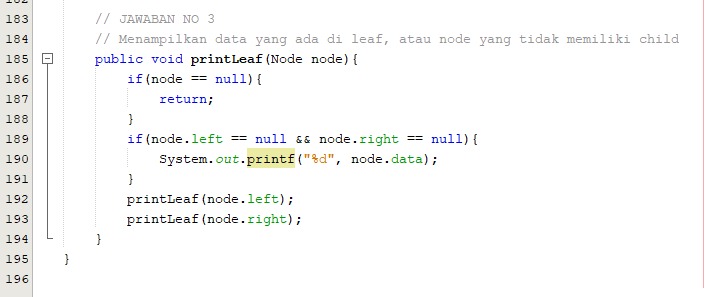 183 // JAWABAN NO 3
184 // Menampilkan data yang ada di leaf, atau node yang tidak memiliki child
185 public void printLeaf(Node node){
186 if(node == null){
187 return;
188 }
189 if(node.left == null && node.right == null){
190 System.out.printf("%d", node.data);
191 }
192 printLeaf(node.left);
193 printLeaf(node.right);
194 }
195 }
196